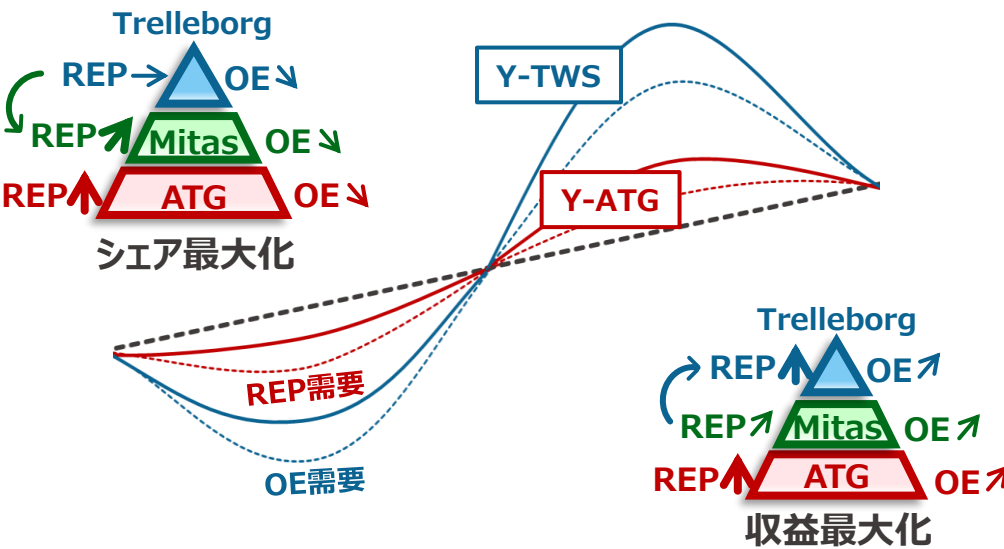 Trelleborg
REP→ OE↘
REP↗ Mitas OE↘
REP↑ ATG OE↘
シェア最大化
Y-TWS
Y-ATG
REP需要
OE需要
Trelleborg
REP↑ OE↗
REP↗ Mitas OE↗
REP↑ ATG OE↗
収益最大化